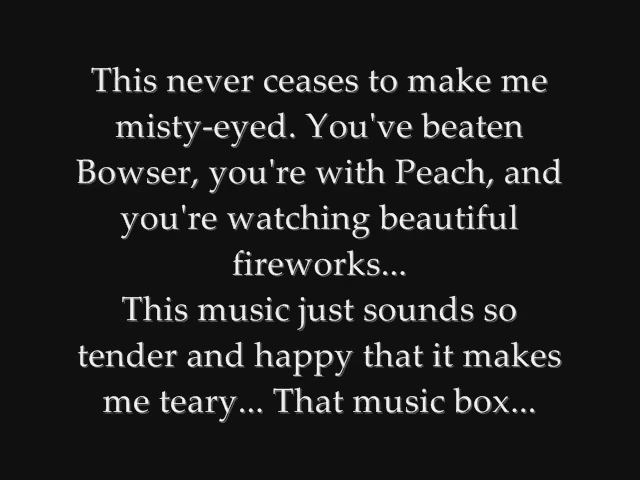 This never ceases to make me
misty-eyed. You've beaten
Bowser, you're with Peach, and
you're watching beautiful
fireworks...
This music just sounds so
tender and happy that it makes
me teary... That music box...